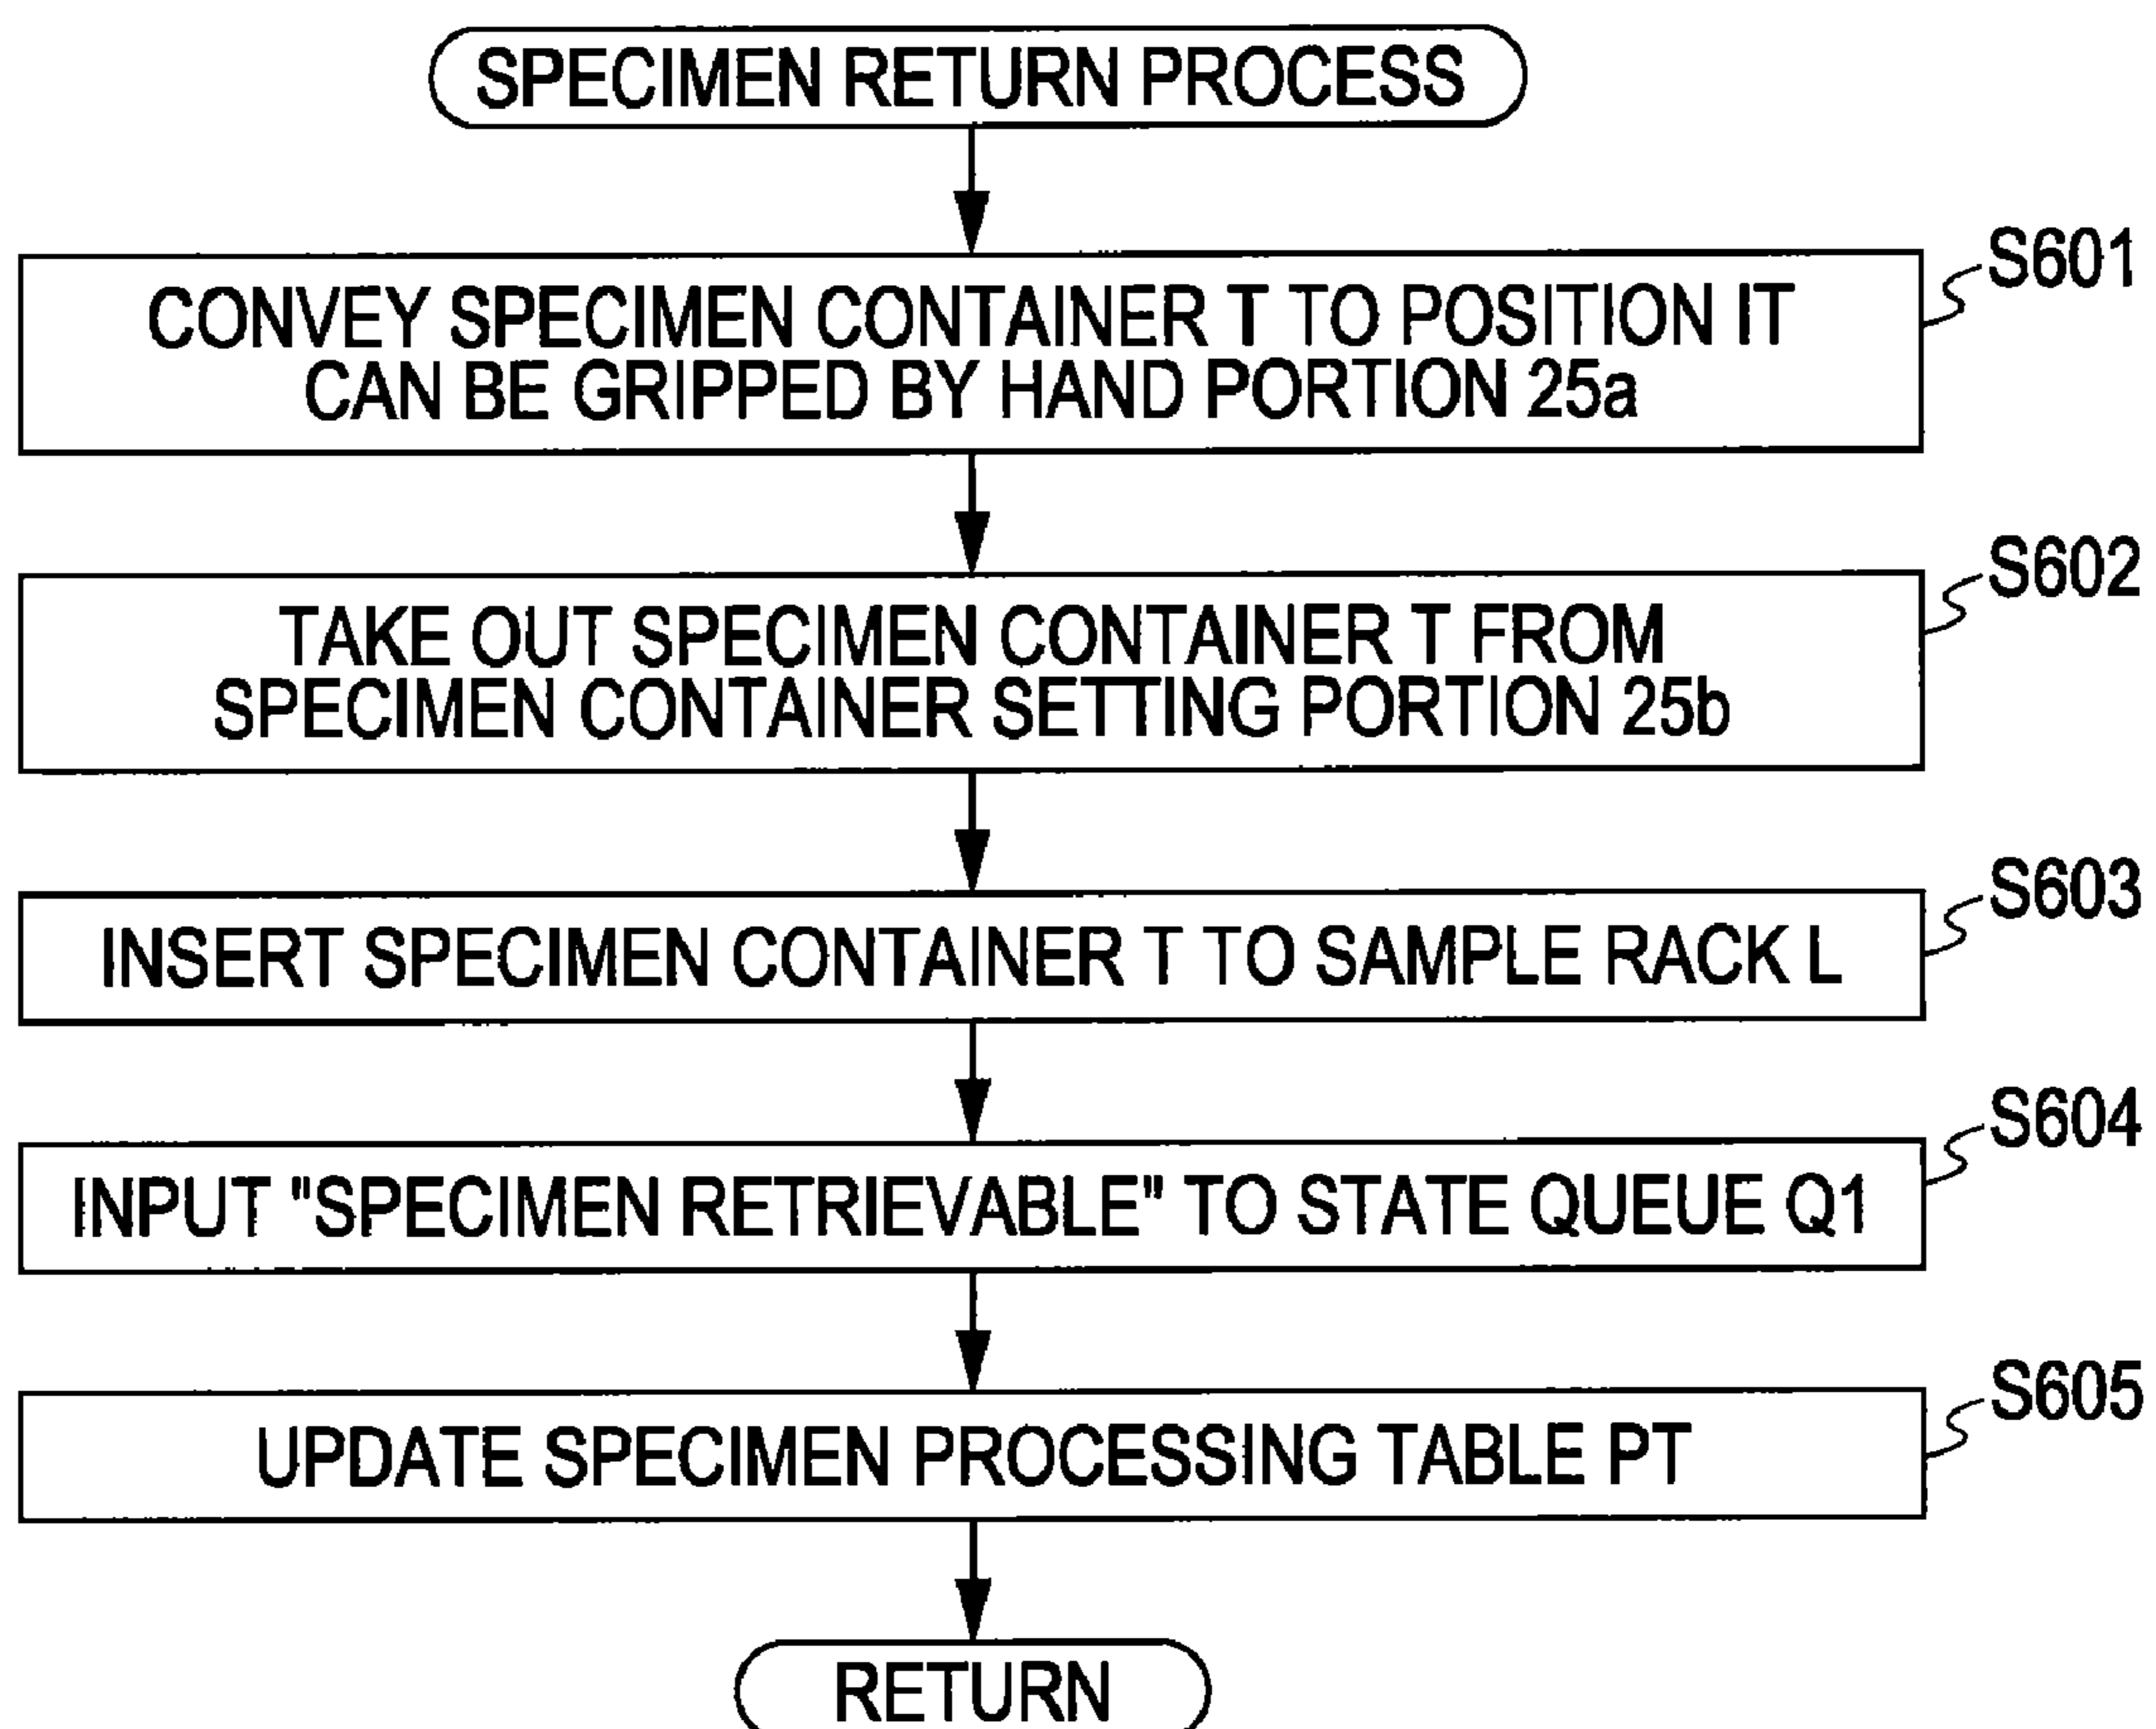 SPECIMEN RETURN PROCESS
S601
CONVEY SPECIMEN CONTAINER T TO POSITION IT
CAN BE GRIPPED BY HAND PORTION 25a
S602
TAKE OUT SPECIMEN CONTAINER T FROM
SPECIMEN CONTAINER SETTING PORTION 25b
S603
INSERT SPECIMEN CONTAINER T TO SAMPLE RACK L
S604
INPUT "SPECIMEN RETRIEVABLE" TO STATE QUEUE Q1
S605
UPDATE SPECIMEN PROCESSING TABLE PT
RETURN